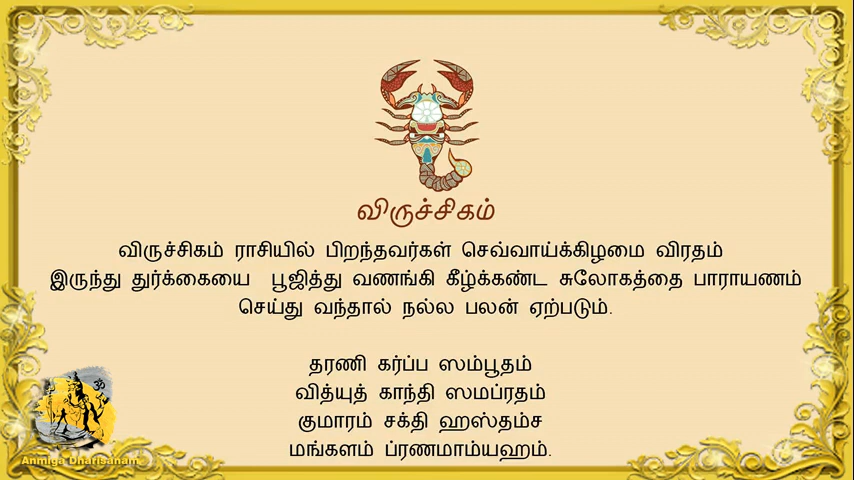 விருச்சிகம்
விருச்சிகம் ராசியில் பிறந்தவர்கள் செவ்வாய்க்கிழமை விரதம்
இருந்து துர்க்கையை பூஜித்து வணங்கி கீழ்க்கண்ட சுலோகத்தை பாராயணம்
செய்து வந்தால் நல்ல பலன் ஏற்படும்.
தரணி கர்ப்ப ஸம்பூதம்
வித்யுத் காந்தி ஸமப்ரதம்
குமாரம் சக்தி ஹஸ்தம்ச
மங்களம் ப்ரணமாம்யஹம்.
ஓம்
Anmiga Dharisanam